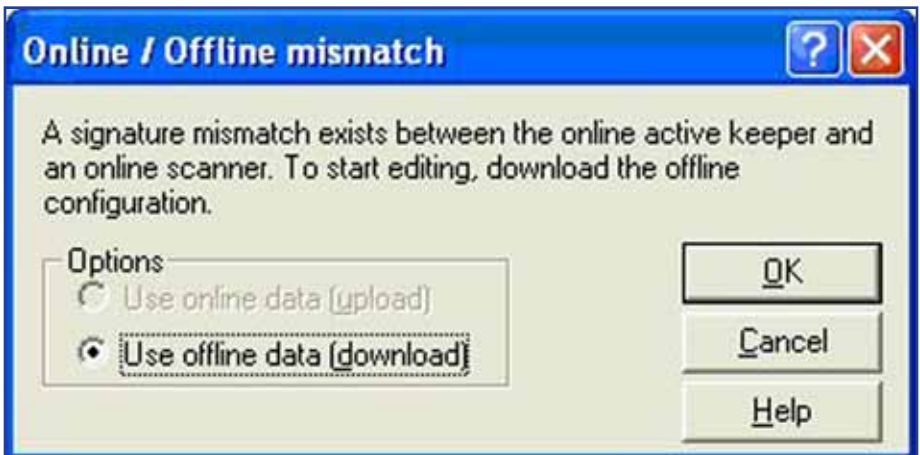 Online / Offline mismatch
A signature mismatch exists between the online active keeper and
an online scanner. To start editing, download the offline
configuration.
Options
Use online data (upload)
Use offline data (download)
OK
Cancel
Help